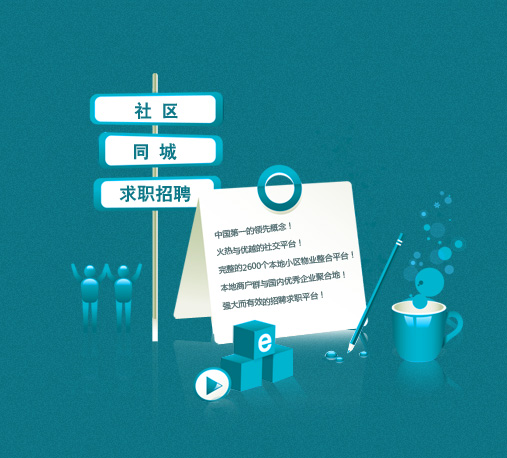 社 区
同 城
求职招聘
中国第一的领先概念！
火热与优越的社交平台！
完整的2600个本地小区物业整合平台！
本地商户群与国内优秀企业聚合地！
强大而有效的招聘求职平台！
e